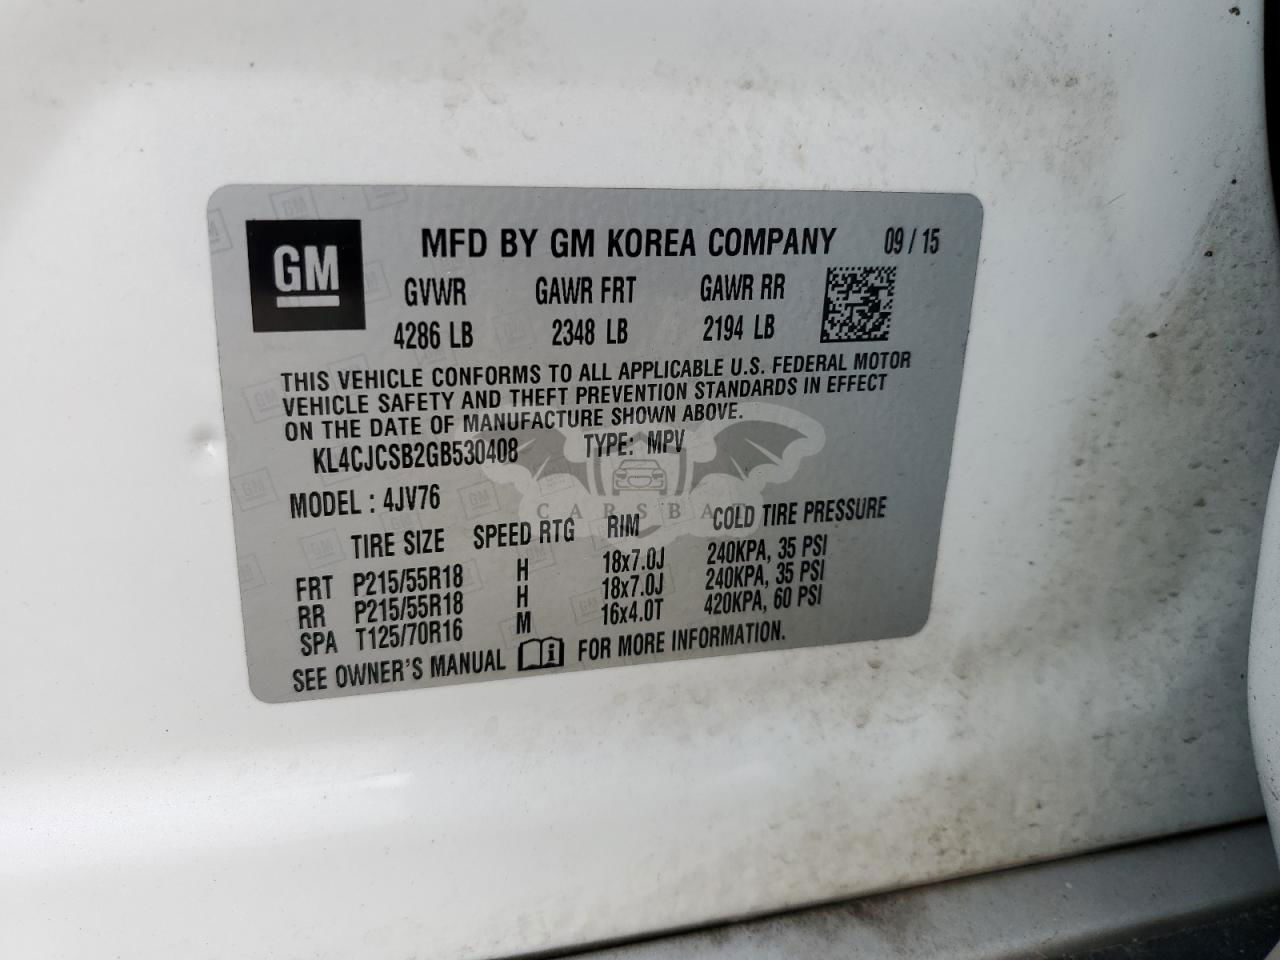 GM
MFD BY GM KOREA COMPANY 09 / 15
GVWR GAWR FRT GAWR RR
4286 LB 2348 LB 2194 LB
THIS VEHICLE CONFORMS TO ALL APPLICABLE U.S. FEDERAL MOTOR
VEHICLE SAFETY AND THEFT PREVENTION STANDARDS IN EFFECT
ON THE DATE OF MANUFACTURE SHOWN ABOVE.
KL4CJCSB2GB530408 TYPE: MPV
MODEL : 4JV76
CARSBAT
TIRE SIZE SPEED RTG RIM COLD TIRE PRESSURE
FRT P215/55R18 H 18x7.0J 240KPA, 35 PSI
RR P215/55R18 H 18x7.0J 240KPA, 35 PSI
SPA T125/70R16 M 16x4.0T 420KPA, 60 PSI
SEE OWNER'S MANUAL FOR MORE INFORMATION.